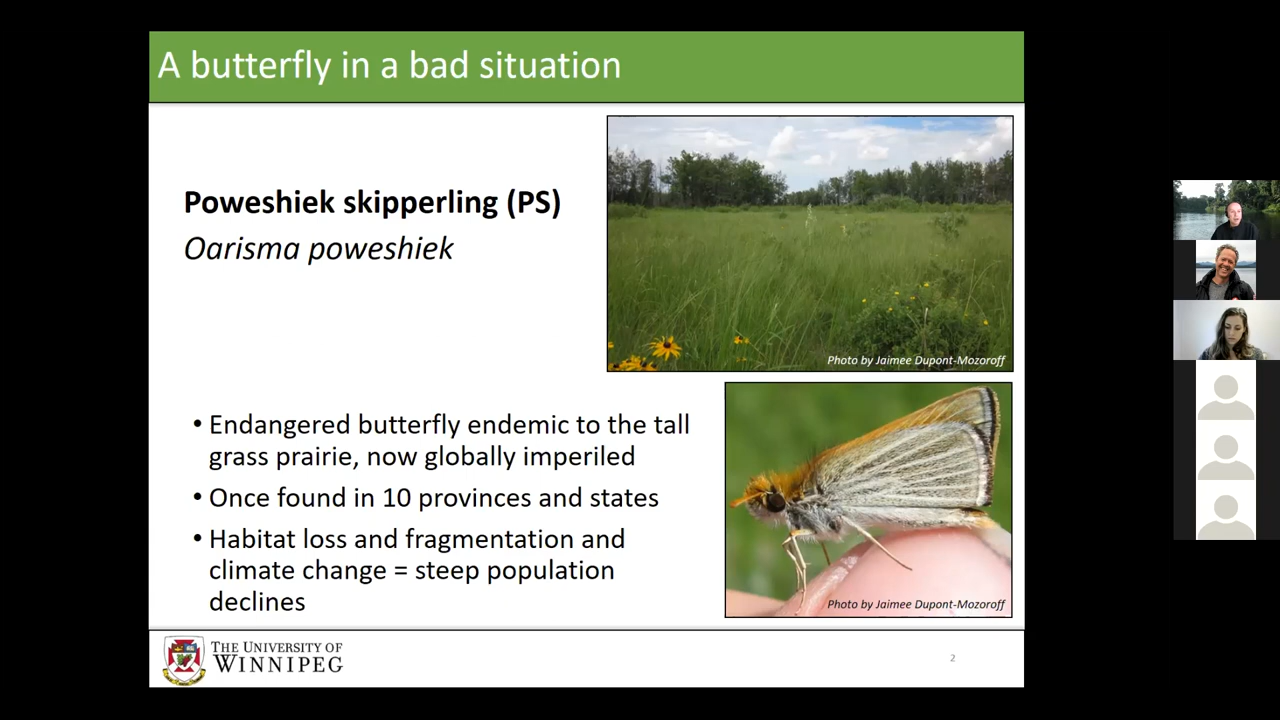 A butterfly in a bad situation
Poweshiek skipperling (PS)
Oarisma poweshiek
Photo by Jaimee Dupont-Mozoroff
• Endangered butterfly endemic to the tall
grass prairie, now globally imperiled
• Once found in 10 provinces and states
• Habitat loss and fragmentation and
climate change = steep population
declines
Photo by Jaimee Dupont-Mozoroff
THE UNIVERSITY OF
WINNIPEG
2